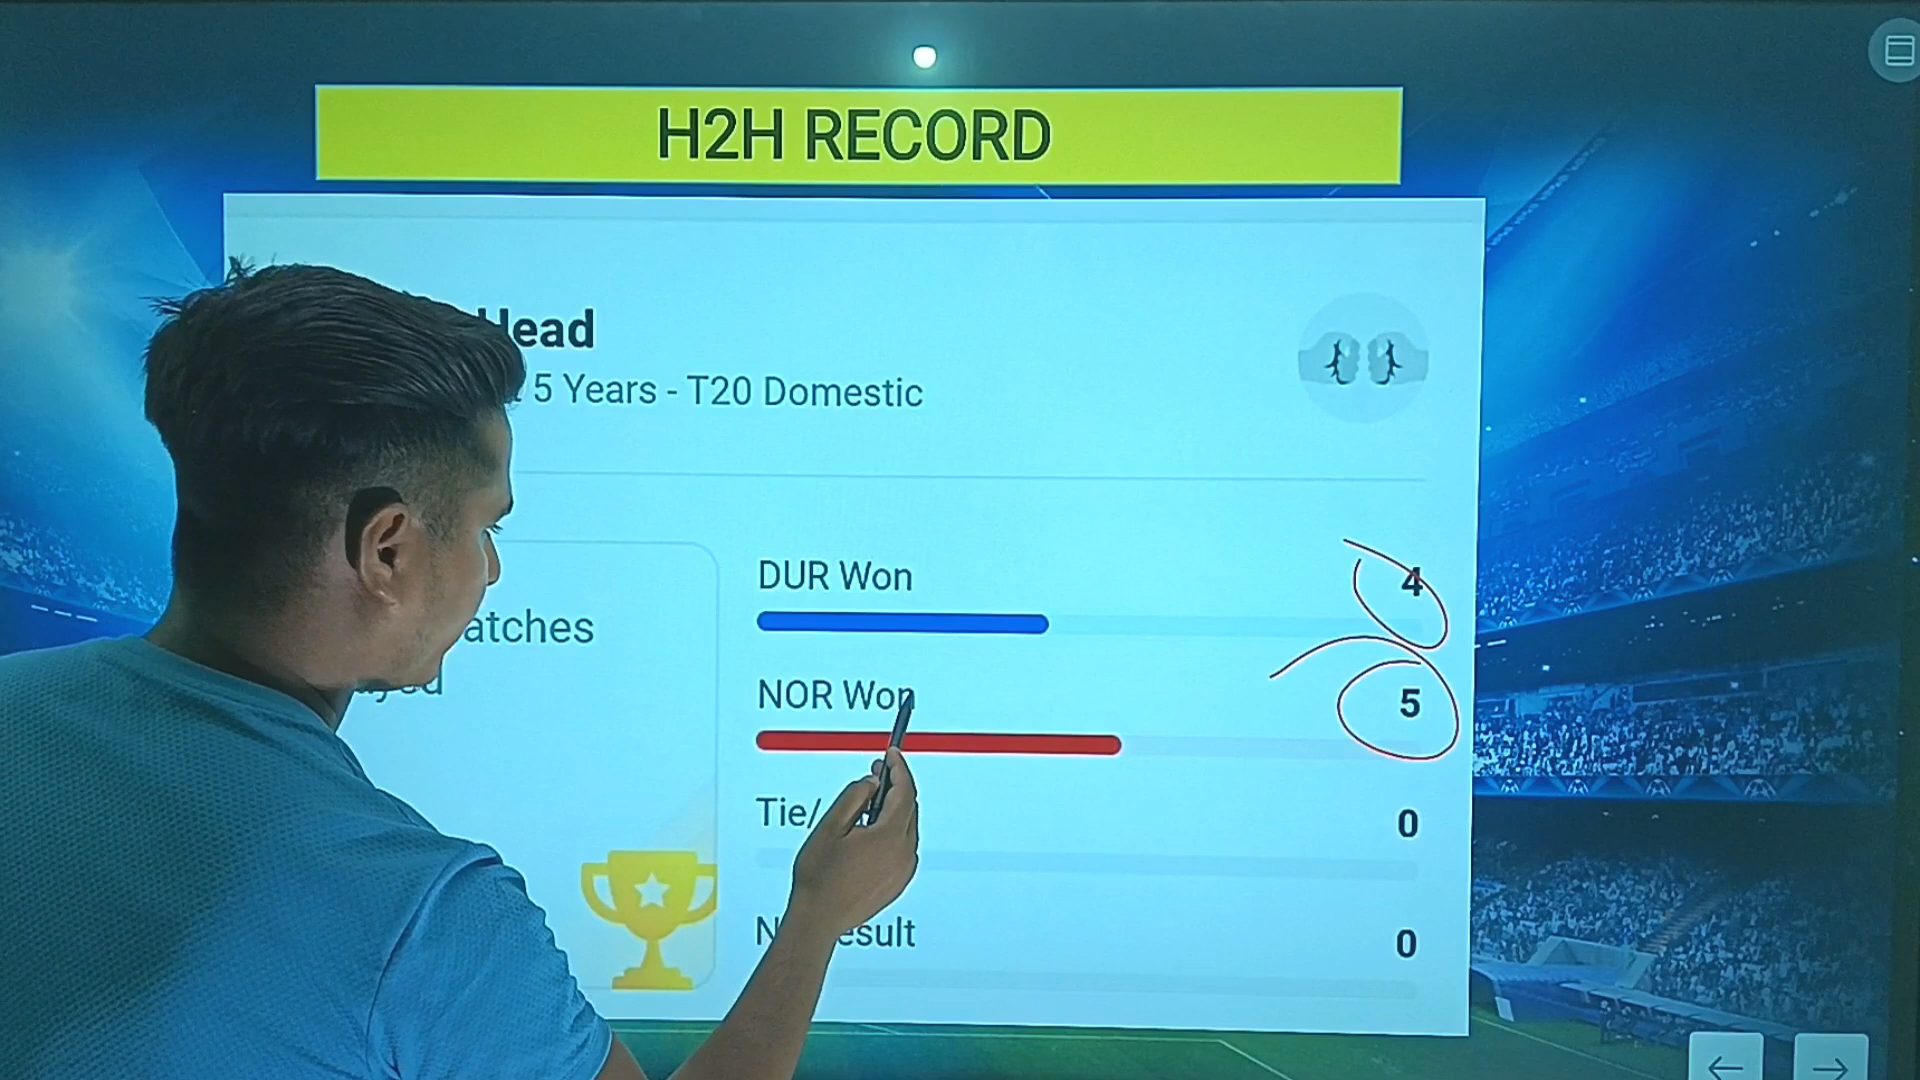 H2H RECORD
Head
5 Years - T20 Domestic
DUR Won
4
atches
NOR Won
5
Tie/
0
esult
0